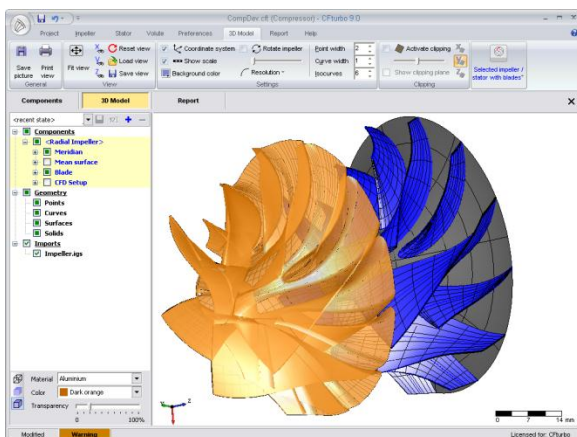 CompDev.cft (Compressor) - CFturbo 9.0
Project Impeller Stator Volute Preferences 3D Model Report Help
Save picture
Print view
General
Fit view
Reset view
Load view
Save view
View
Coordinate system
Show scale
Background color
Rotate impeller
Resolution
Point width 2
Curve width 1
Isocurves 6
Settings
Activate clipping
Show clipping plane
Clipping
Selected impeller / stator with blades"
Components 3D Model Report
<recent state>
Components
<Radial Impeller>
Meridian
Mean surface
Blade
CFD Setup
Geometry
Points
Curves
Surfaces
Solids
Imports
Impeller.igs
Material Aluminium
Color Dark orange
Transparency
0 100%
0 7 14 mm
Modified Warning Licensed for: CFturbo